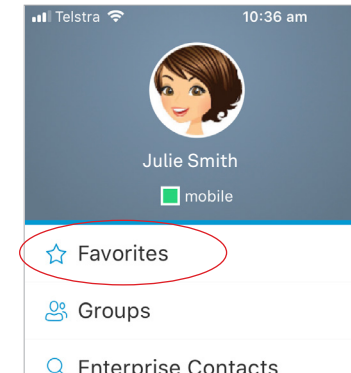 Telstra 10:36 am
Julie Smith
mobile
Favorites
Groups
Enterprise Contacts